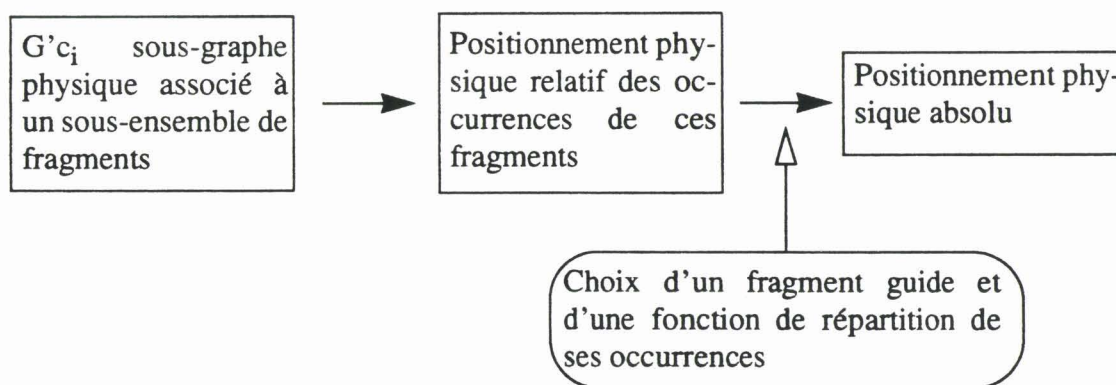 G'ci sous-graphe
physique associé à
un sous-ensemble de
fragments
Positionnement phy-
sique relatif des oc-
currences de ces
fragments
Positionnement phy-
sique absolu
Choix d'un fragment guide et
d'une fonction de répartition de
ses occurrences